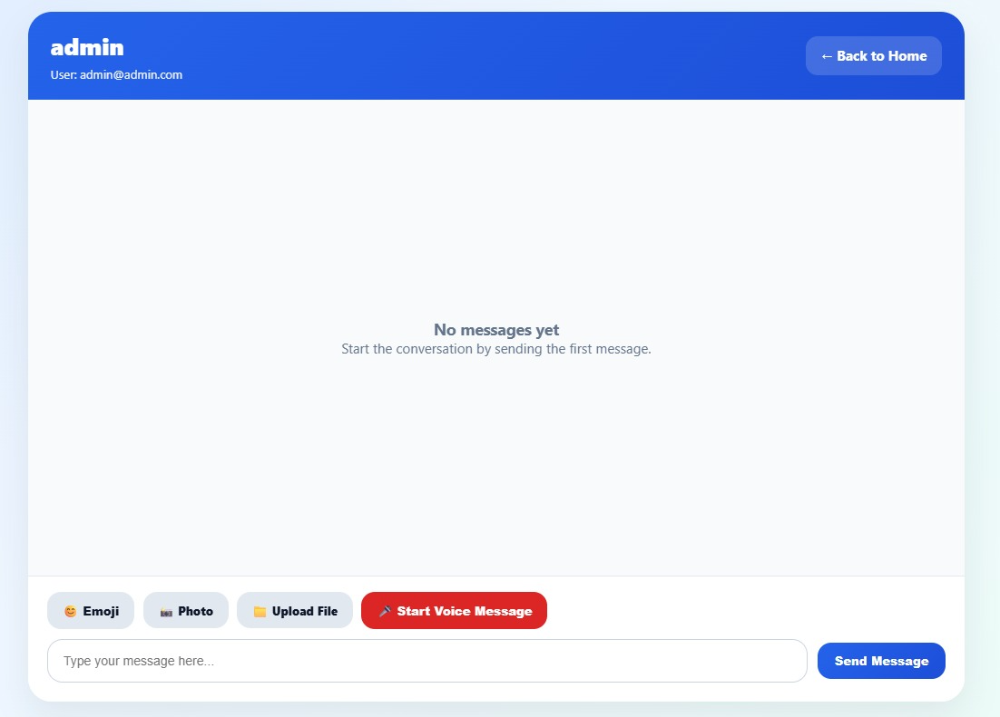 admin
User: admin@admin.com
← Back to Home
No messages yet
Start the conversation by sending the first message.
😊 Emoji
📸 Photo
📁 Upload File
🎤 Start Voice Message
Type your message here...
Send Message